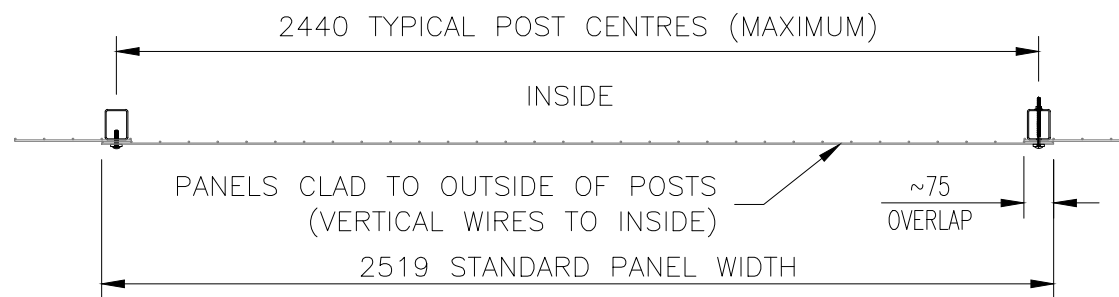 2440 TYPICAL POST CENTRES (MAXIMUM)
INSIDE
PANELS CLAD TO OUTSIDE OF POSTS
(VERTICAL WIRES TO INSIDE)
~75
OVERLAP
2519 STANDARD PANEL WIDTH